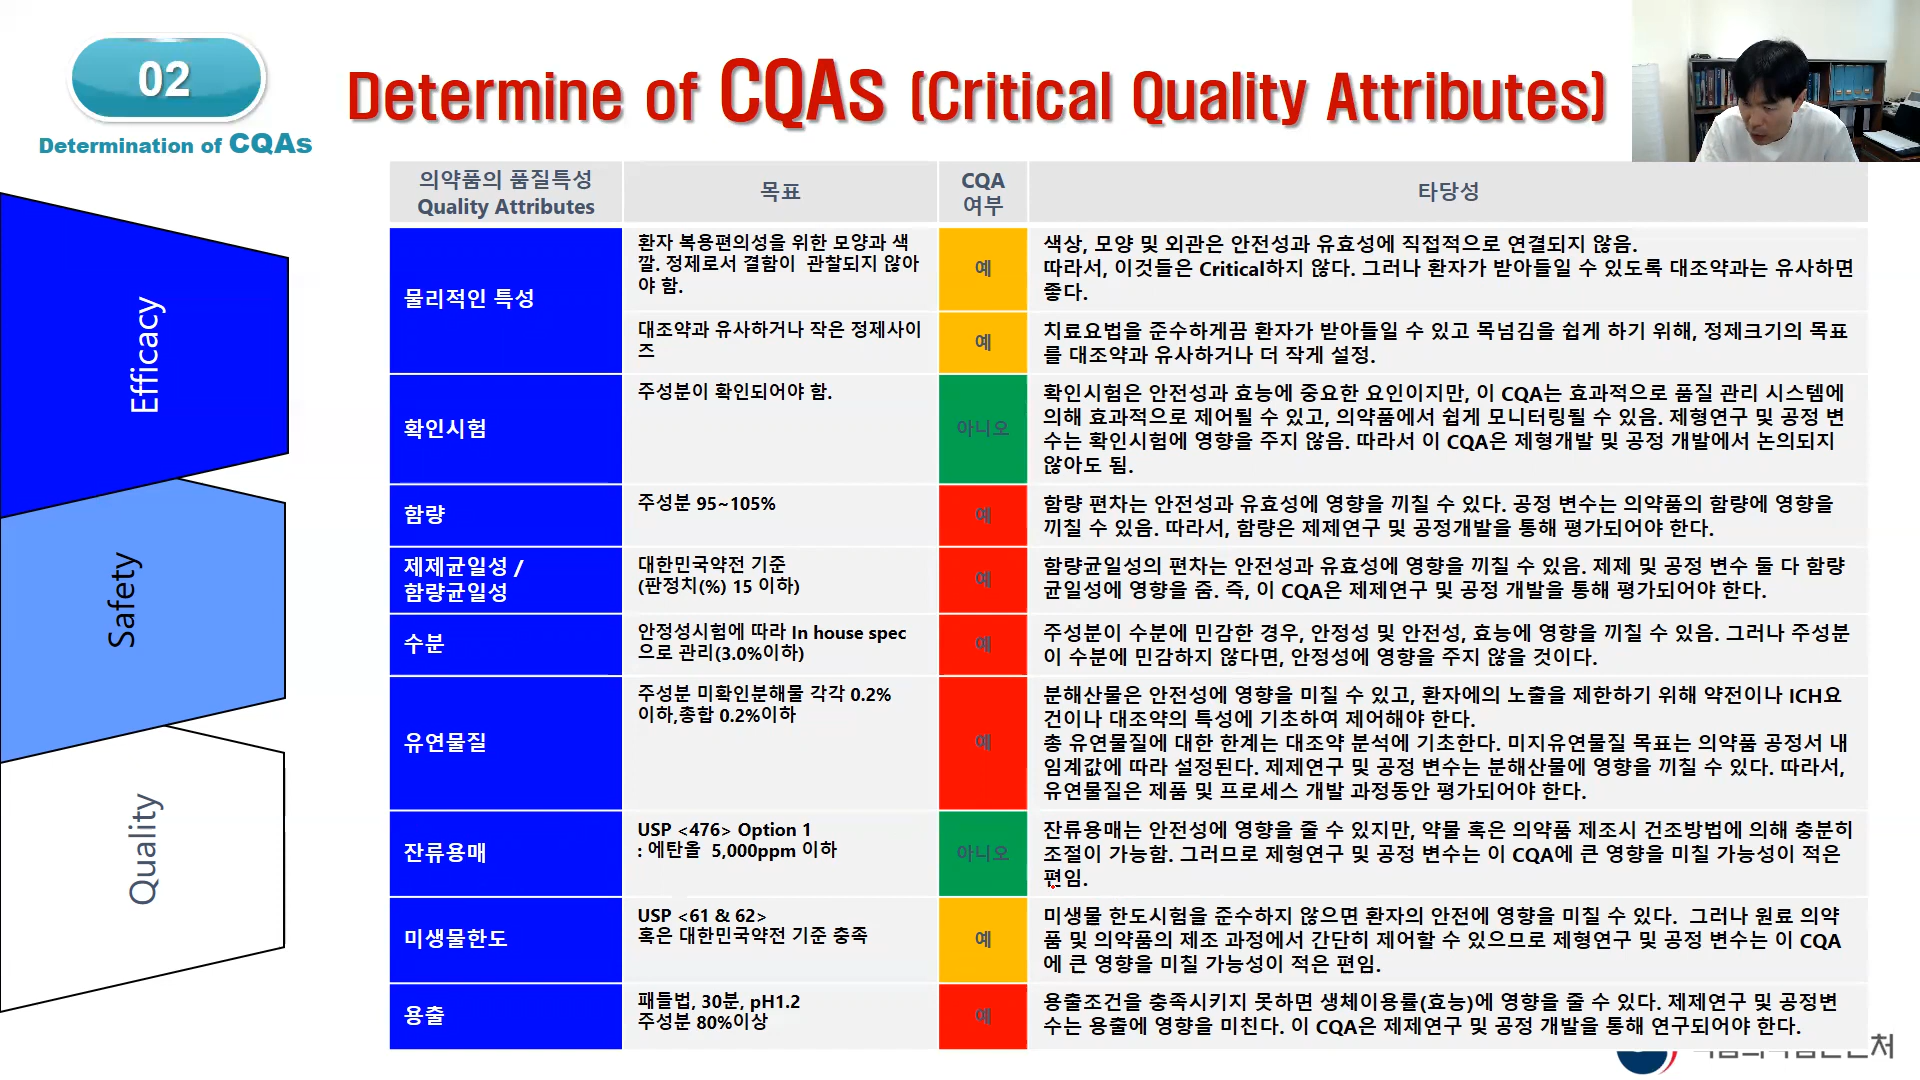 02
Determination of CQAs
Determine of CQAs (Critical Quality Attributes)
Efficacy
Safety
Quality
의약품의 품질특성
Quality Attributes
목표
CQA
여부
타당성
물리적인 특성
환자 복용편의성을 위한 모양과 색
깔. 정제로서 결함이 관찰되지 않아
야 함.
예
색상, 모양 및 외관은 안전성과 유효성에 직접적으로 연결되지 않음.
따라서, 이것들은 Critical하지 않다. 그러나 환자가 받아들일 수 있도록 대조약과는 유사하면
좋다.
대조약과 유사하거나 작은 정제사이
즈
예
치료요법을 준수하게끔 환자가 받아들일 수 있고 목넘김을 쉽게 하기 위해, 정제크기의 목표
를 대조약과 유사하거나 더 작게 설정.
확인시험
주성분이 확인되어야 함.
아니오
확인시험은 안전성과 효능에 중요한 요인이지만, 이 CQA는 효과적으로 품질 관리 시스템에
의해 효과적으로 제어될 수 있고, 의약품에서 쉽게 모니터링될 수 있음. 제형연구 및 공정 변
수는 확인시험에 영향을 주지 않음. 따라서 이 CQA은 제형개발 및 공정 개발에서 논의되지
않아도 됨.
함량
주성분 95~105%
예
함량 편차는 안전성과 유효성에 영향을 끼칠 수 있다. 공정 변수는 의약품의 함량에 영향을
끼칠 수 있음. 따라서, 함량은 제제연구 및 공정개발을 통해 평가되어야 한다.
제제균일성 /
함량균일성
대한민국약전 기준
(판정치(%) 15 이하)
예
함량균일성의 편차는 안전성과 유효성에 영향을 끼칠 수 있음. 제제 및 공정 변수 둘 다 함량
균일성에 영향을 줌. 즉, 이 CQA은 제제연구 및 공정 개발을 통해 평가되어야 한다.
수분
안정성시험에 따라 In house spec
으로 관리(3.0%이하)
예
주성분이 수분에 민감한 경우, 안정성 및 안전성, 효능에 영향을 끼칠 수 있음. 그러나 주성분
이 수분에 민감하지 않다면, 안정성에 영향을 주지 않을 것이다.
유연물질
주성분 미확인분해물 각각 0.2%
이하,총합 0.2%이하
예
분해산물은 안전성에 영향을 미칠 수 있고, 환자에의 노출을 제한하기 위해 약전이나 ICH요
건이나 대조약의 특성에 기초하여 제어해야 한다.
총 유연물질에 대한 한계는 대조약 분석에 기초한다. 미지유연물질 목표는 의약품 공정서 내
임계값에 따라 설정된다. 제제연구 및 공정 변수는 분해산물에 영향을 끼칠 수 있다. 따라서,
유연물질은 제품 및 프로세스 개발 과정동안 평가되어야 한다.
잔류용매
USP <476> Option 1
: 에탄올 5,000ppm 이하
아니오
잔류용매는 안전성에 영향을 줄 수 있지만, 약물 혹은 의약품 제조시 건조방법에 의해 충분히
조절이 가능함. 그러므로 제형연구 및 공정 변수는 이 CQA에 큰 영향을 미칠 가능성이 적은
편임.
미생물한도
USP <61 & 62>
혹은 대한민국약전 기준 충족
예
미생물 한도시험을 준수하지 않으면 환자의 안전에 영향을 미칠 수 있다. 그러나 원료 의약
품 및 의약품의 제조 과정에서 간단히 제어할 수 있으므로 제형연구 및 공정 변수는 이 CQA
에 큰 영향을 미칠 가능성이 적은 편임.
용출
패들법, 30분, pH1.2
주성분 80%이상
예
용출조건을 충족시키지 못하면 생체이용률(효능)에 영향을 줄 수 있다. 제제연구 및 공정변
수는 용출에 영향을 미친다. 이 CQA은 제제연구 및 공정 개발을 통해 연구되어야 한다.